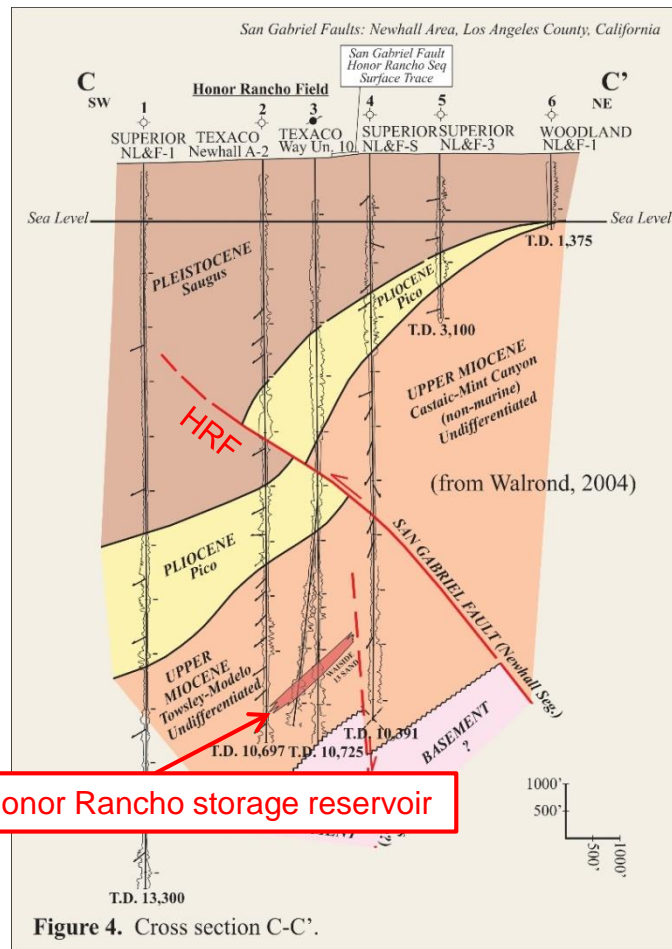 San Gabriel Faults: Newhall Area, Los Angeles County, California
San Gabriel Fault
Honor Rancho Seq
Surface Trace
C
SW
C'
NE
Honor Rancho Field
1
2
3
4
5
6
SUPERIOR
NL&F-1
TEXACO
Newhall A-2
TEXACO
Way Un. 10
SUPERIOR
NL&F-S
SUPERIOR
NL&F-3
WOODLAND
NL&F-1
Sea Level
Sea Level
T.D. 1,375
PLEISTOCENE
Saugus
PLIOCENE
Pico
T.D. 3,100
UPPER MIOCENE
Castaic-Mint Canyon
(non-marine)
Undifferentiated
HRF
(from Walrond, 2004)
SAN GABRIEL FAULT (Newhall Seg.)
PLIOCENE
Pico
UPPER
MIOCENE
Towsley-Modelo
Undifferentiated
WAYSIDE
13 SAND
T.D. 10,697
T.D. 10,725
T.D. 10,391
BASEMENT
?
onor Rancho storage reservoir
1000'
500'
500'
1000'
T.D. 13,300
Figure 4. Cross section C-C'.